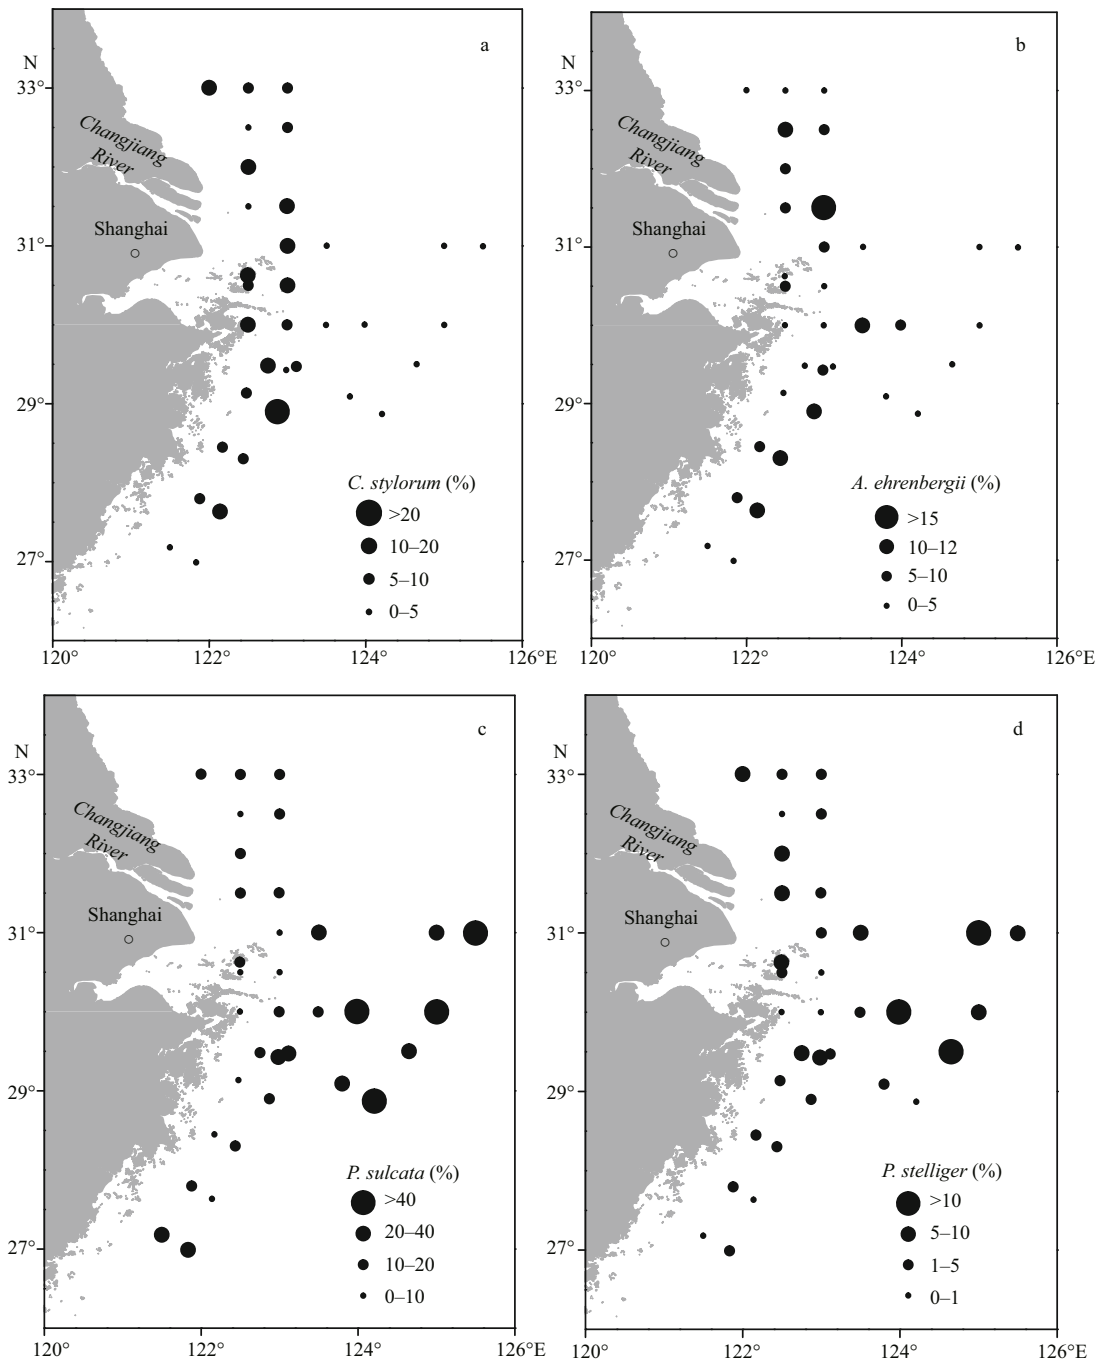 a
N
33°
Changjiang
River
Shanghai
31°
29°
C. stylorum (%)
>20
10–20
5–10
0–5
27°
120°
122°
124°
126°E
b
N
33°
Changjiang
River
Shanghai
31°
29°
A. ehrenbergii (%)
>15
10–12
5–10
0–5
27°
120°
122°
124°
126°E
c
N
33°
Changjiang
River
Shanghai
31°
29°
P. sulcata (%)
>40
20–40
10–20
0–10
27°
120°
122°
124°
126°E
d
N
33°
Changjiang
River
Shanghai
31°
29°
P. stelliger (%)
>10
5–10
1–5
0–1
27°
120°
122°
124°
126°E